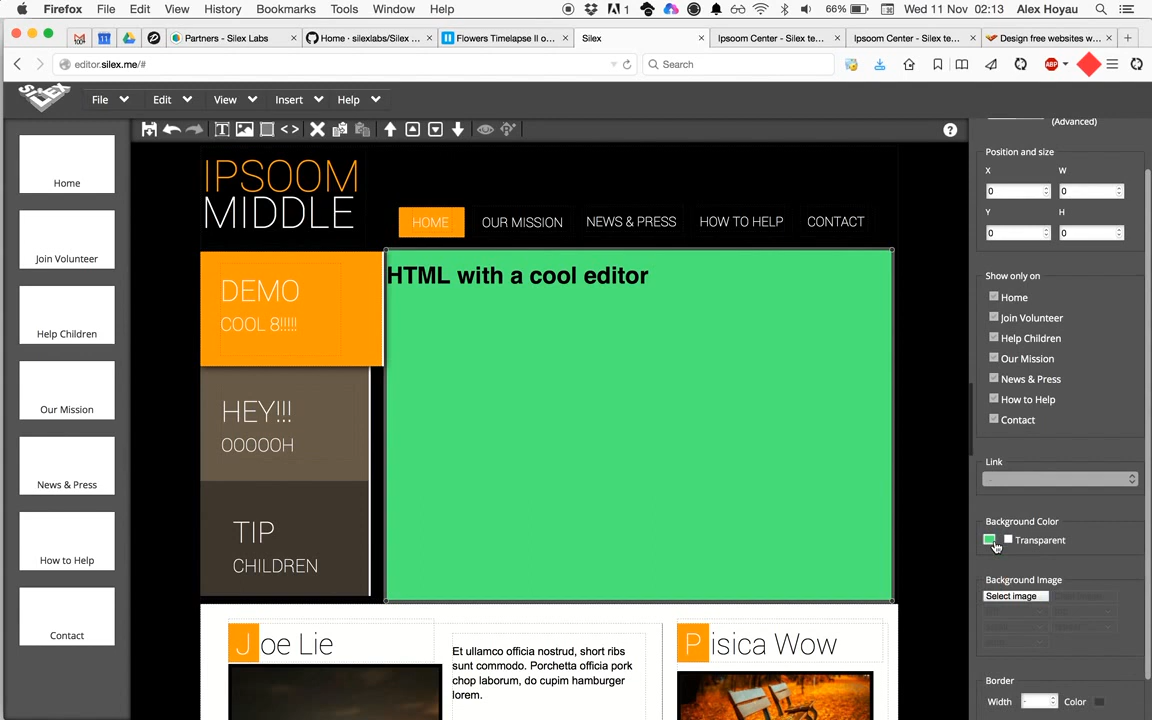 Firefox File Edit View History Bookmarks Tools Window Help
1 66% Wed 11 Nov 02:13 Alex Hoyau
Partners - Silex Labs × Home · silexlabs/Silex ... × Flowers Timelapse II o... × Silex × Ipsoom Center - Silex te... × Ipsoom Center - Silex te... × Design free websites w... × +
editor.silex.me/# Search ABP
SILEX File Edit View Insert Help
T < > ?
Home
Join Volunteer
Help Children
Our Mission
News & Press
How to Help
Contact
IPSOOM
MIDDLE
HOME OUR MISSION NEWS & PRESS HOW TO HELP CONTACT
DEMO
COOL 8!!!!!
HTML with a cool editor
HEY!!!
OOOOOH
TIP
CHILDREN
Joe Lie
Et ullamco officia nostrud, short ribs
sunt commodo. Porchetta officia pork
chop laborum, do cupim hamburger
lorem.
Pisica Wow
(Advanced)
Position and size
X W
0 0
Y H
0 0
Show only on
Home
Join Volunteer
Help Children
Our Mission
News & Press
How to Help
Contact
Link
-
Background Color
Transparent
Background Image
Select image
Border
Width - Color